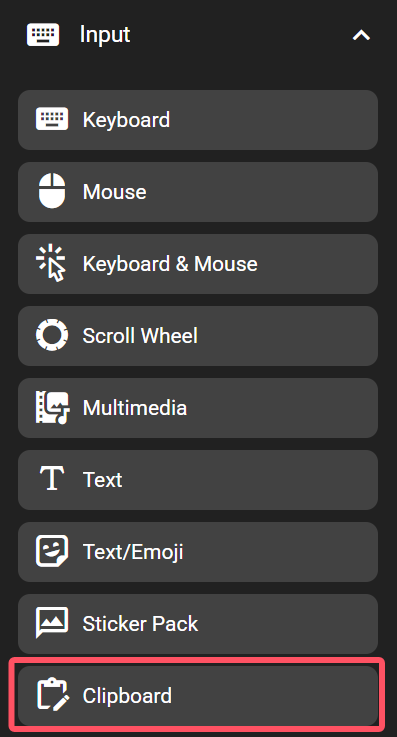 Input
Keyboard
Mouse
Keyboard & Mouse
Scroll Wheel
Multimedia
Text
Text/Emoji
Sticker Pack
Clipboard